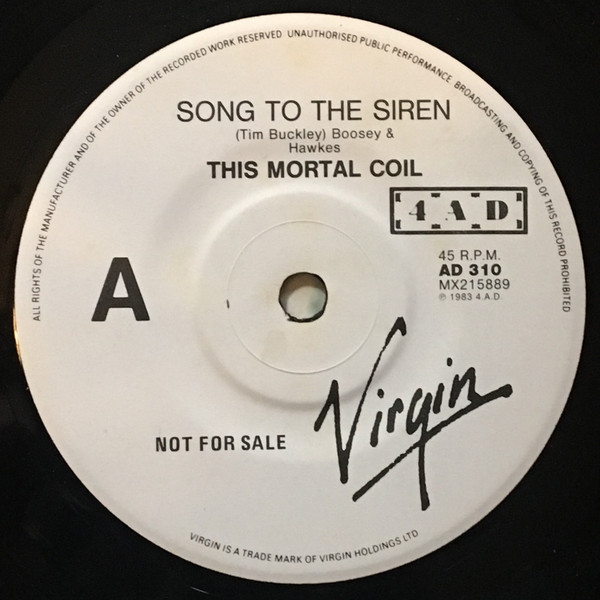 ALL RIGHTS OF THE MANUFACTURER AND OF THE OWNER OF THE RECORDED WORK RESERVED UNAUTHORISED PUBLIC PERFORMANCE BROADCASTING AND COPYING OF THIS RECORD PROHIBITED
SONG TO THE SIREN
(Tim Buckley) Boosey &
Hawkes
THIS MORTAL COIL
4AD
A
45 R.P.M.
AD 310
MX215889
℗ 1983 4.A.D.
Virgin
NOT FOR SALE
VIRGIN IS A TRADE MARK OF VIRGIN HOLDINGS LTD